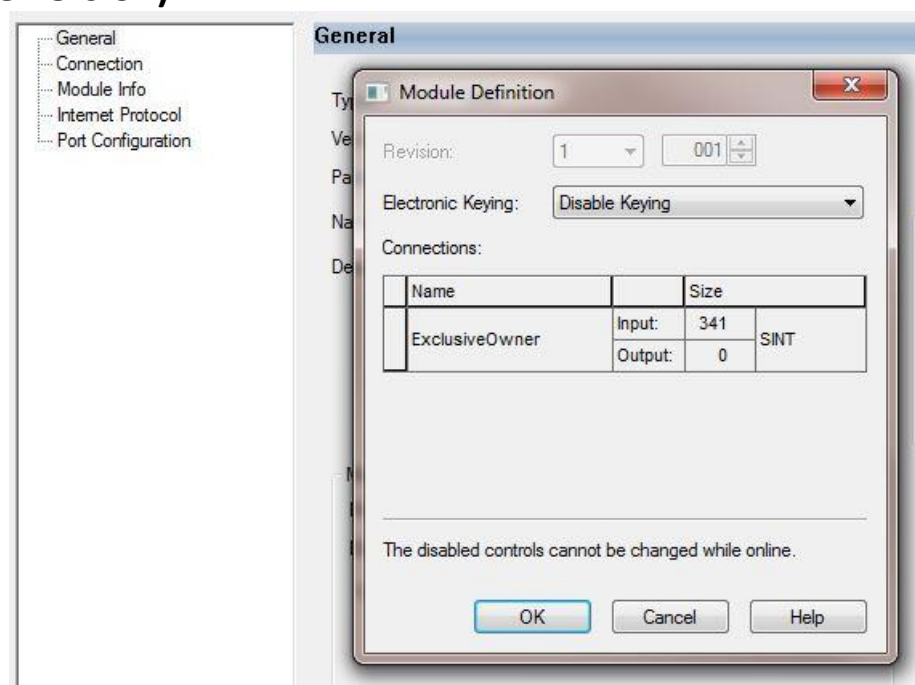 General
Connection
Module Info
Internet Protocol
Port Configuration
General
Module Definition
Revision: 1 001
Electronic Keying: Disable Keying
Connections:
Name Size
ExclusiveOwner Input: 341 SINT
Output: 0
The disabled controls cannot be changed while online.
OK Cancel Help